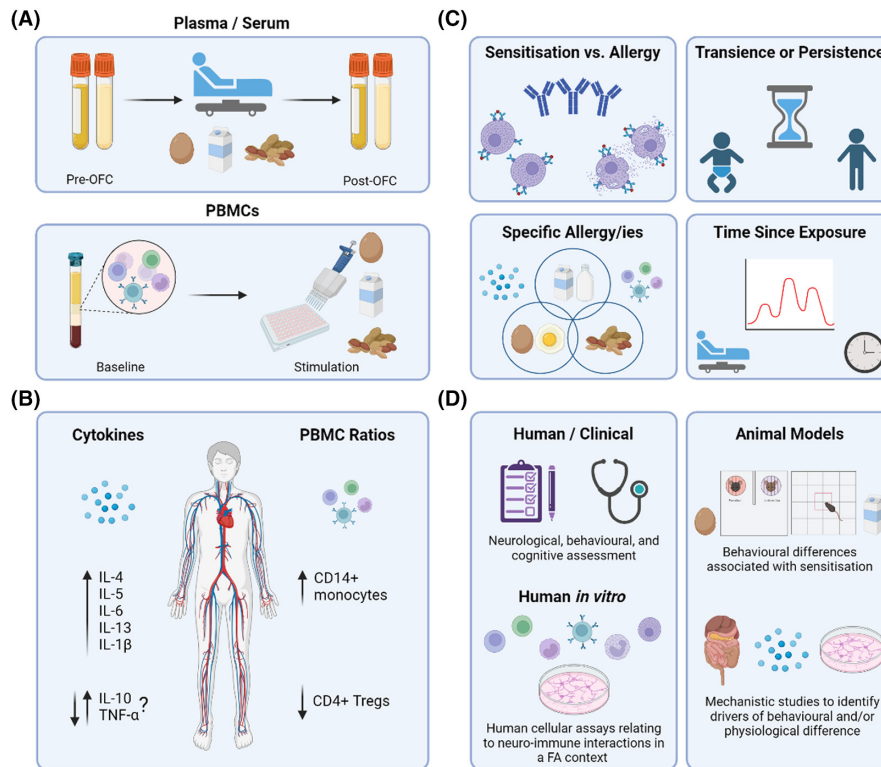 (A)
Plasma / Serum
Pre-OFC
Post-OFC
PBMCs
Baseline
Stimulation
(B)
Cytokines
PBMC Ratios
IL-4
IL-5
IL-6
IL-13
IL-1β
CD14+
monocytes
IL-10
TNF-α
?
CD4+ Tregs
(C)
Sensitisation vs. Allergy
Transience or Persistence
Specific Allergy/ies
Time Since Exposure
(D)
Human / Clinical
Neurological, behavioural, and
cognitive assessment
Human in vitro
Human cellular assays relating
to neuro-immune interactions in
a FA context
Animal Models
Behavioural differences
associated with sensitisation
Mechanistic studies to identify
drivers of behavioural and/or
physiological difference